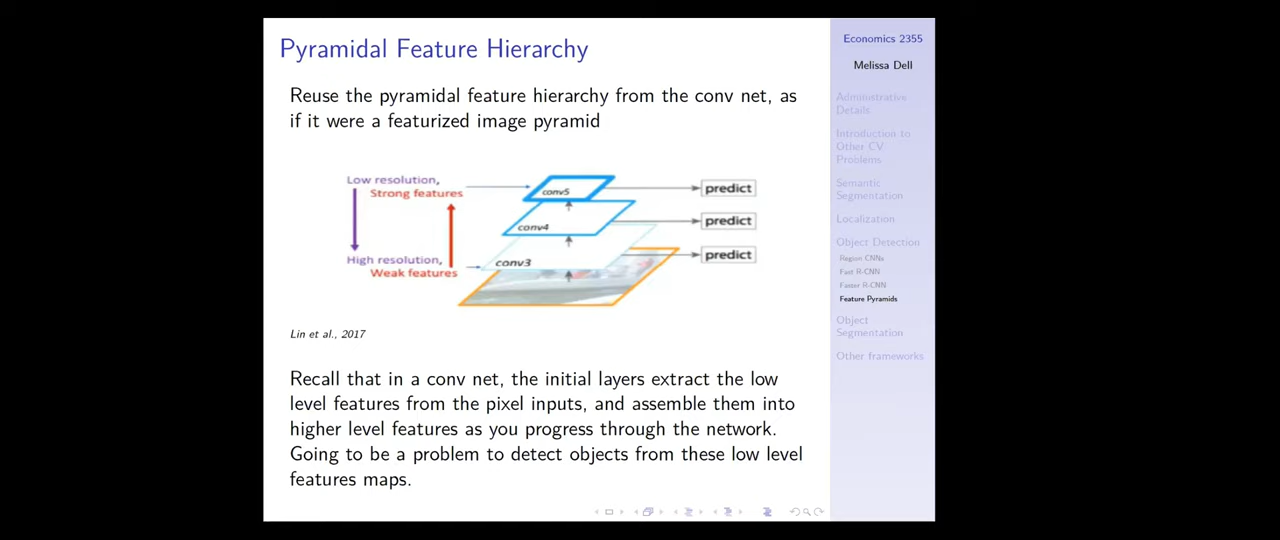 Pyramidal Feature Hierarchy
Reuse the pyramidal feature hierarchy from the conv net, as
if it were a featurized image pyramid
Low resolution,
Strong features
High resolution,
Weak features
conv5
conv4
conv3
predict
predict
predict
Lin et al., 2017
Recall that in a conv net, the initial layers extract the low
level features from the pixel inputs, and assemble them into
higher level features as you progress through the network.
Going to be a problem to detect objects from these low level
features maps.
Economics 2355
Melissa Dell
Administrative
Details
Introduction to
Other CV
Problems
Semantic
Segmentation
Localization
Object Detection
Region CNNs
Fast R-CNN
Faster R-CNN
Feature Pyramids
Object
Segmentation
Other frameworks